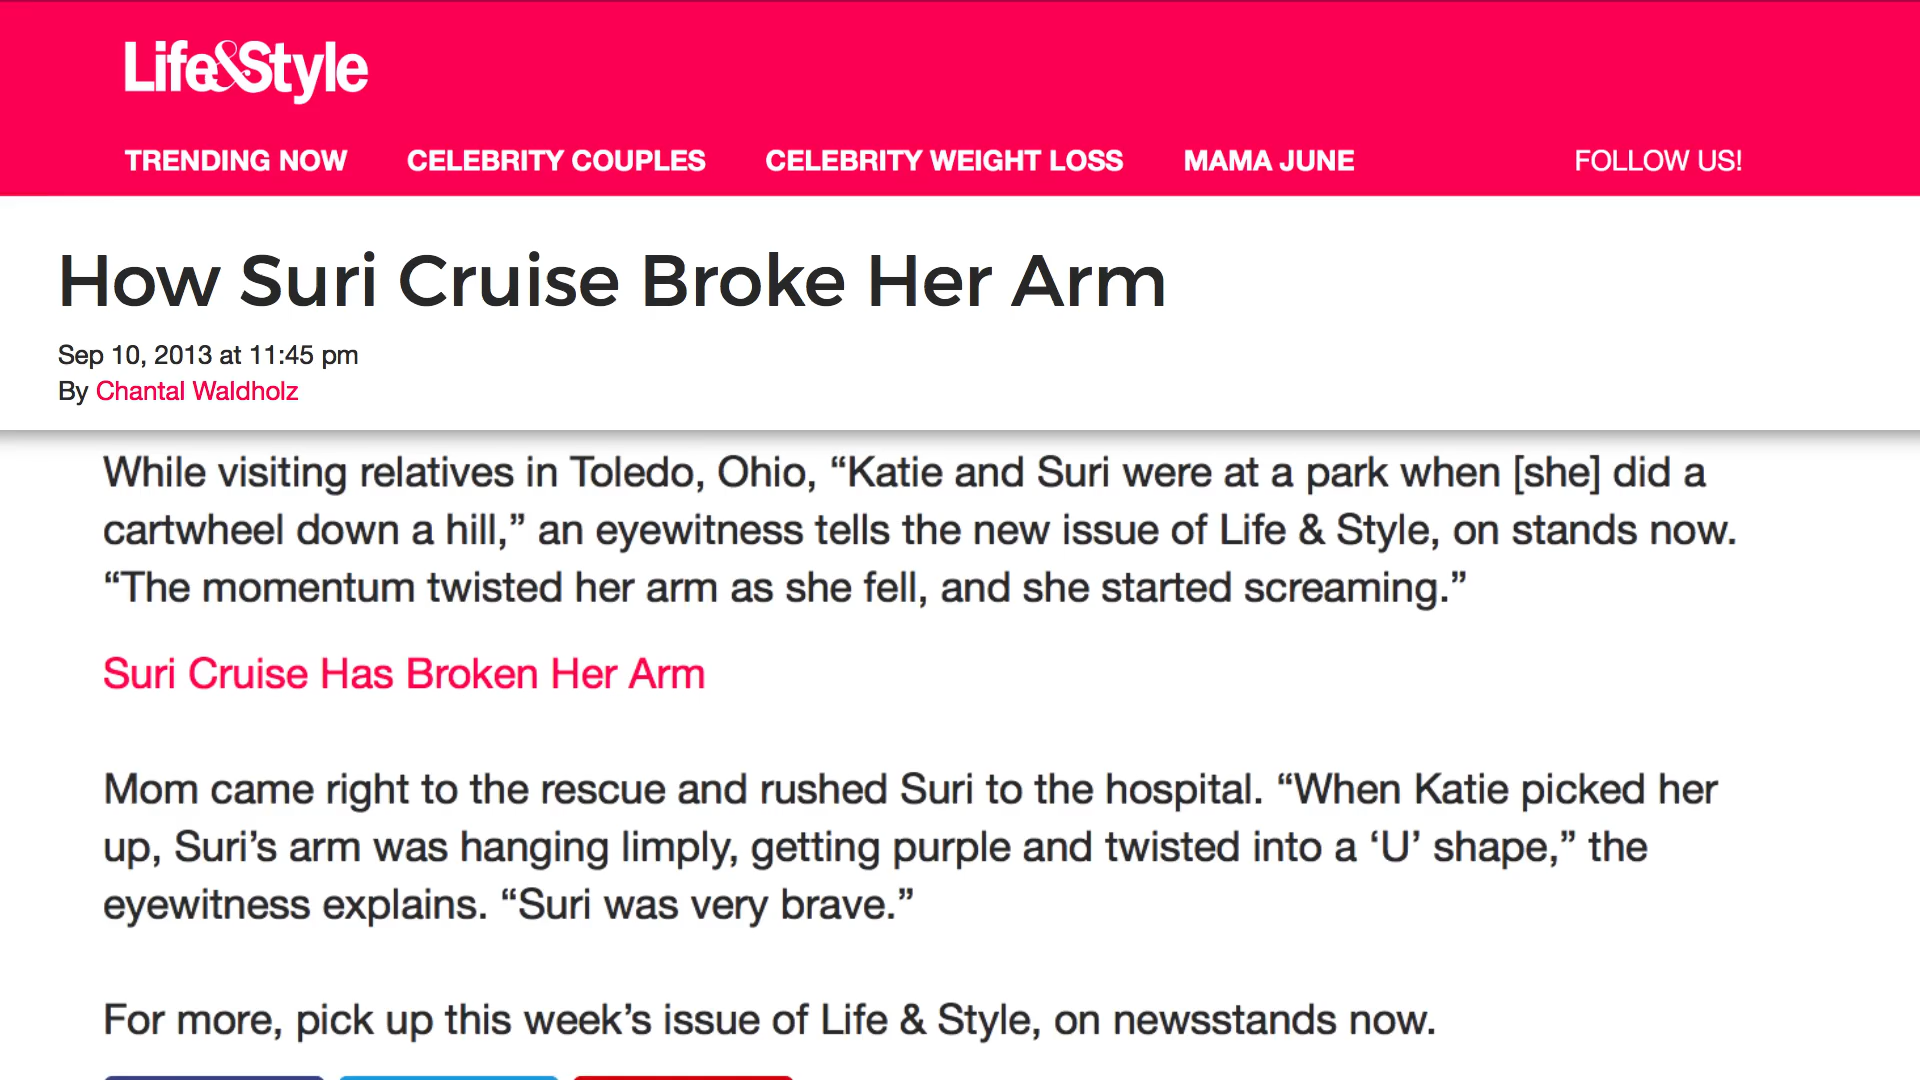 Life&Style
TRENDING NOW CELEBRITY COUPLES CELEBRITY WEIGHT LOSS MAMA JUNE FOLLOW US!
How Suri Cruise Broke Her Arm
Sep 10, 2013 at 11:45 pm
By Chantal Waldholz
While visiting relatives in Toledo, Ohio, “Katie and Suri were at a park when [she] did a
cartwheel down a hill,” an eyewitness tells the new issue of Life & Style, on stands now.
“The momentum twisted her arm as she fell, and she started screaming.”
Suri Cruise Has Broken Her Arm
Mom came right to the rescue and rushed Suri to the hospital. “When Katie picked her
up, Suri’s arm was hanging limply, getting purple and twisted into a ‘U’ shape,” the
eyewitness explains. “Suri was very brave.”
For more, pick up this week’s issue of Life & Style, on newsstands now.